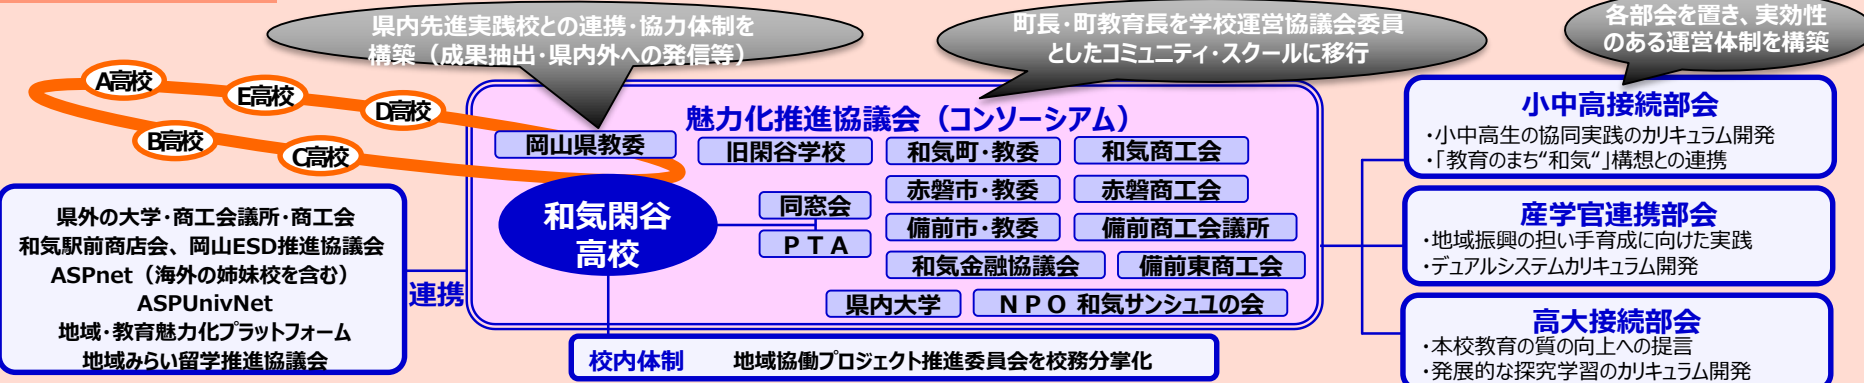 県内先進実践校との連携･協力体制を
構築（成果抽出･県内外への発信等）
町長･町教育長を学校運営協議会委員
としたコミュニティ･スクールに移行
各部会を置き、実効性
のある運営体制を構築
A高校
E高校
D高校
B高校
C高校
魅力化推進協議会（コンソーシアム）
岡山県教委
旧閑谷学校
和気町･教委
和気商工会
赤磐市･教委
赤磐商工会
同窓会
備前市･教委
備前商工会議所
ＰＴＡ
和気金融協議会
備前東商工会
県内大学
ＮＰＯ 和気サンシュユの会
和気閑谷
高校
県外の大学･商工会議所･商工会
和気駅前商店会、岡山ESD推進協議会
ASPnet（海外の姉妹校を含む）
ASPUnivNet
地域･教育魅力化プラットフォーム
地域みらい留学推進協議会
連携
校内体制 地域協働プロジェクト推進委員会を校務分掌化
小中高接続部会
･小中高生の協同実践のカリキュラム開発
･｢教育のまち“和気“｣構想との連携
産学官連携部会
･地域振興の担い手育成に向けた実践
･デュアルシステムカリキュラム開発
高大接続部会
･本校教育の質の向上への提言
･発展的な探究学習のカリキュラム開発